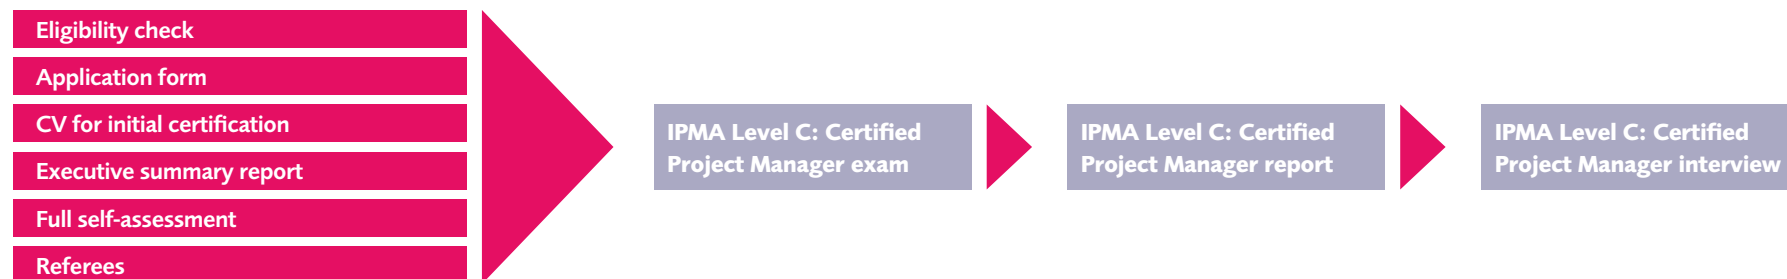 Eligibility check
Application form
CV for initial certification
Executive summary report
Full self-assessment
Referees
IPMA Level C: Certified
Project Manager exam
IPMA Level C: Certified
Project Manager report
IPMA Level C: Certified
Project Manager interview